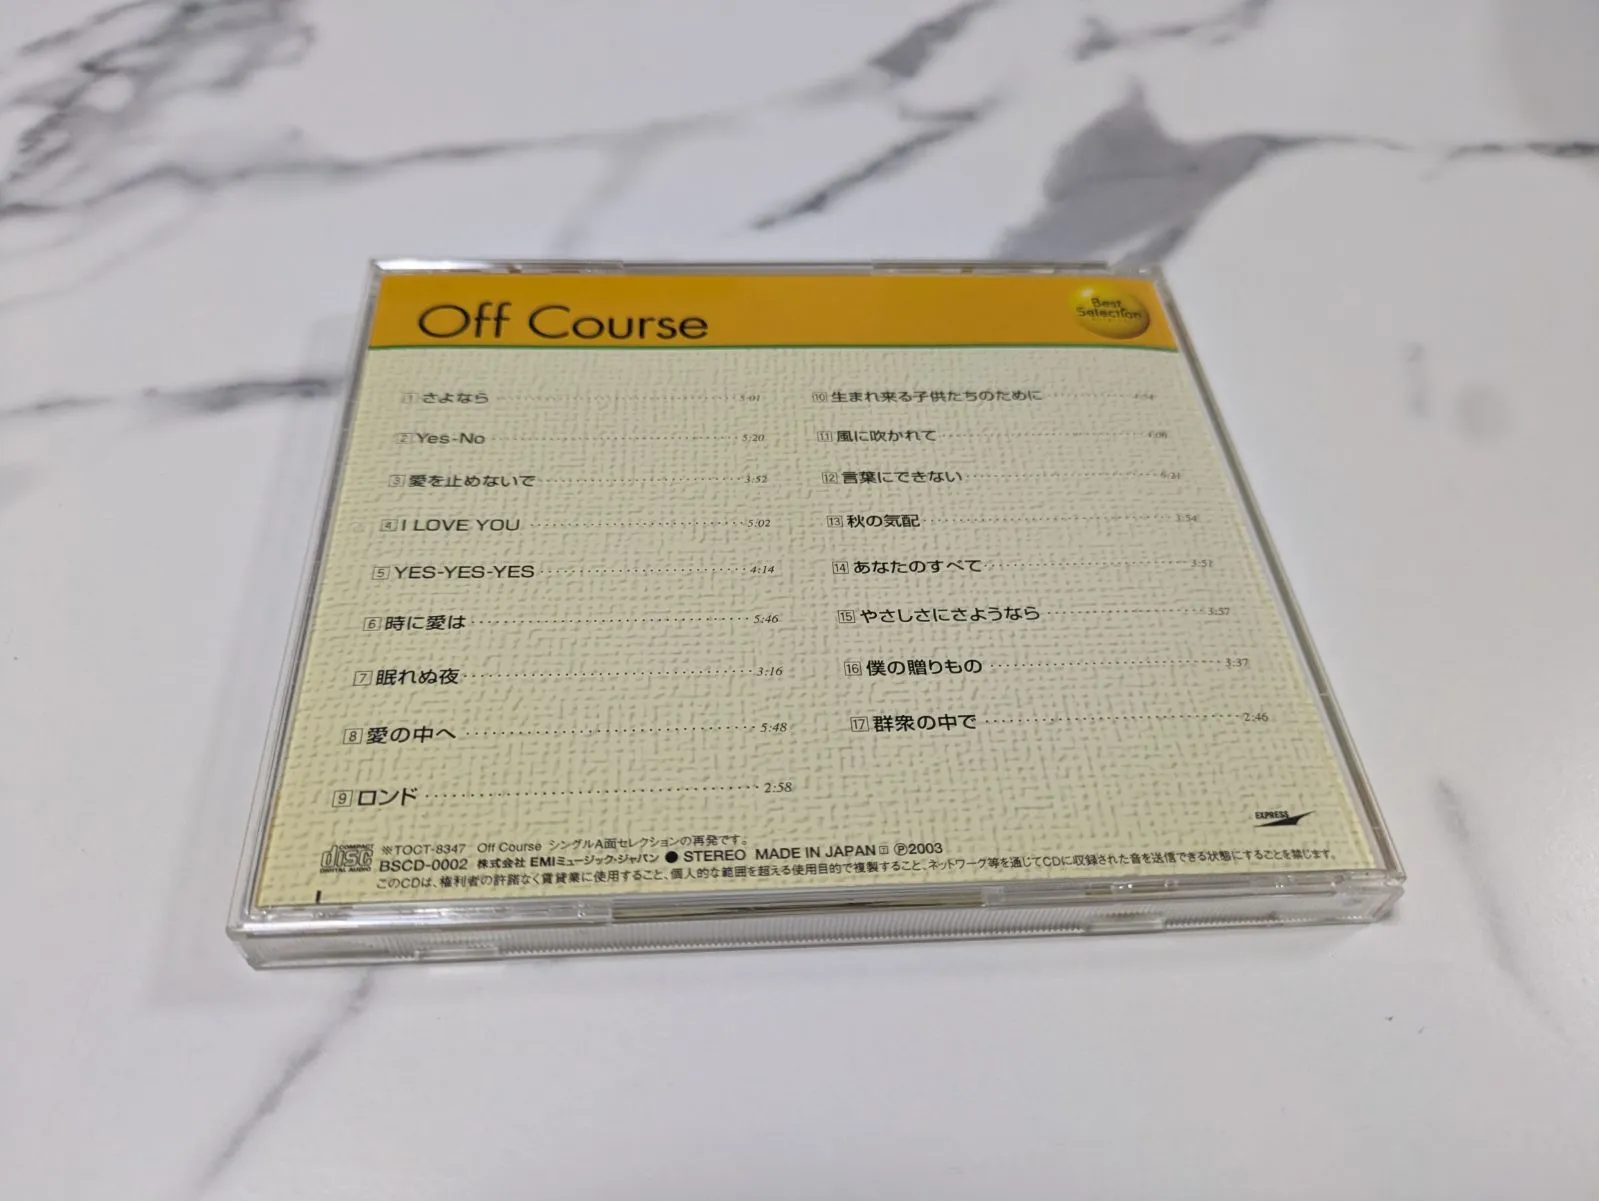 Off Course
Best
Selection
1 さよなら 5:01
2 Yes-No 5:20
3 愛を止めないで 3:52
4 I LOVE YOU 5:02
5 YES-YES-YES 4:14
6 時に愛は 5:46
7 眠れぬ夜 3:16
8 愛の中へ 5:48
9 ロンド 2:58
10 生まれ来る子供たちのために
11 風に吹かれて
12 言葉にできない
13 秋の気配 3:54
14 あなたのすべて 3:51
15 やさしさにさようなら 3:57
16 僕の贈りもの 3:37
17 群衆の中で 2:46
EXPRESS
COMPACT
disc
DIGITAL AUDIO
※TOCT-8347 Off Course シングルA面セレクションの再発です。
BSCD-0002 株式会社 EMIミュージック・ジャパン ● STEREO MADE IN JAPAN ℗2003
このCDは、権利者の許諾なく賃貸業に使用すること、個人的な範囲を超える使用目的で複製すること、ネットワーク等を通じてCDに収録された音を送信できる状態にすることを禁じます。